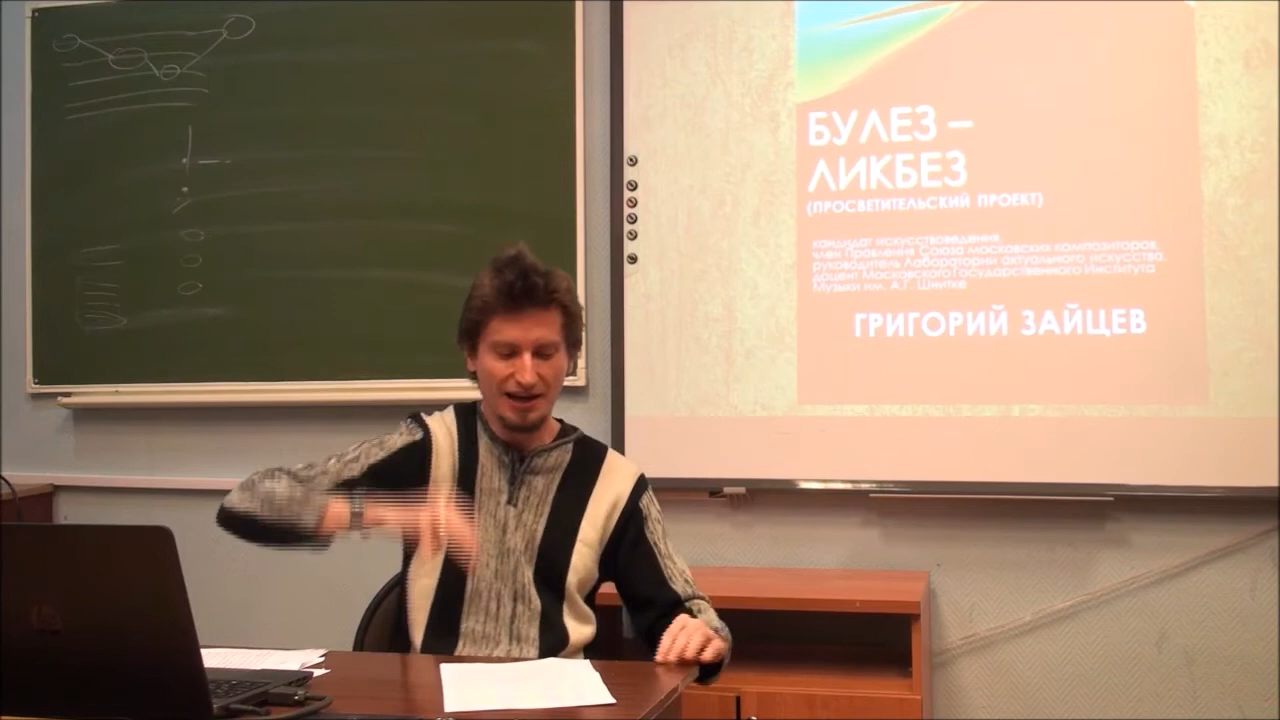 БУЛЕЗ –
ЛИКБЕЗ
(ПРОСВЕТИТЕЛЬСКИЙ ПРОЕКТ)
кандидат искусствоведения,
член Правления Союза московских композиторов,
руководитель Лаборатории актуального искусства,
доцент Московского Государственного Института
Музыки им. А.Г. Шнитке
ГРИГОРИЙ ЗАЙЦЕВ